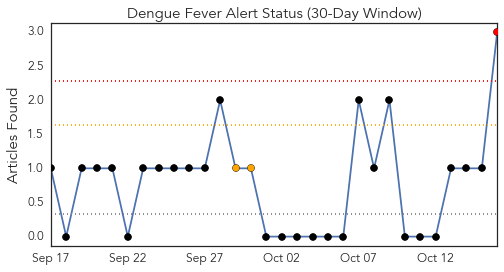 Dengue Fever Alert Status (30-Day Window)
Articles Found
3.0
2.5
2.0
1.5
1.0
0.5
0.0
Sep 17 Sep 22 Sep 27 Oct 02 Oct 07 Oct 12